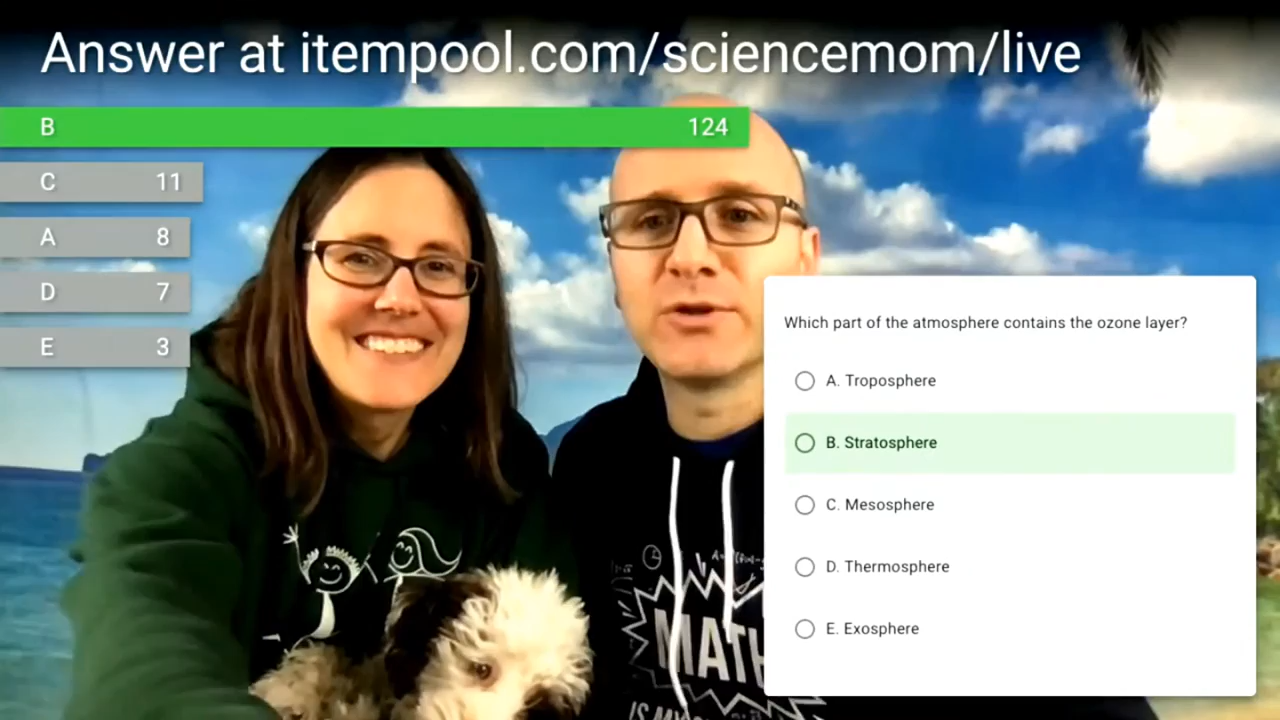 Answer at itempool.com/sciencemom/live
B 124
C 11
A 8
D 7
E 3
Which part of the atmosphere contains the ozone layer?
A. Troposphere
B. Stratosphere
C. Mesosphere
D. Thermosphere
E. Exosphere
MATH